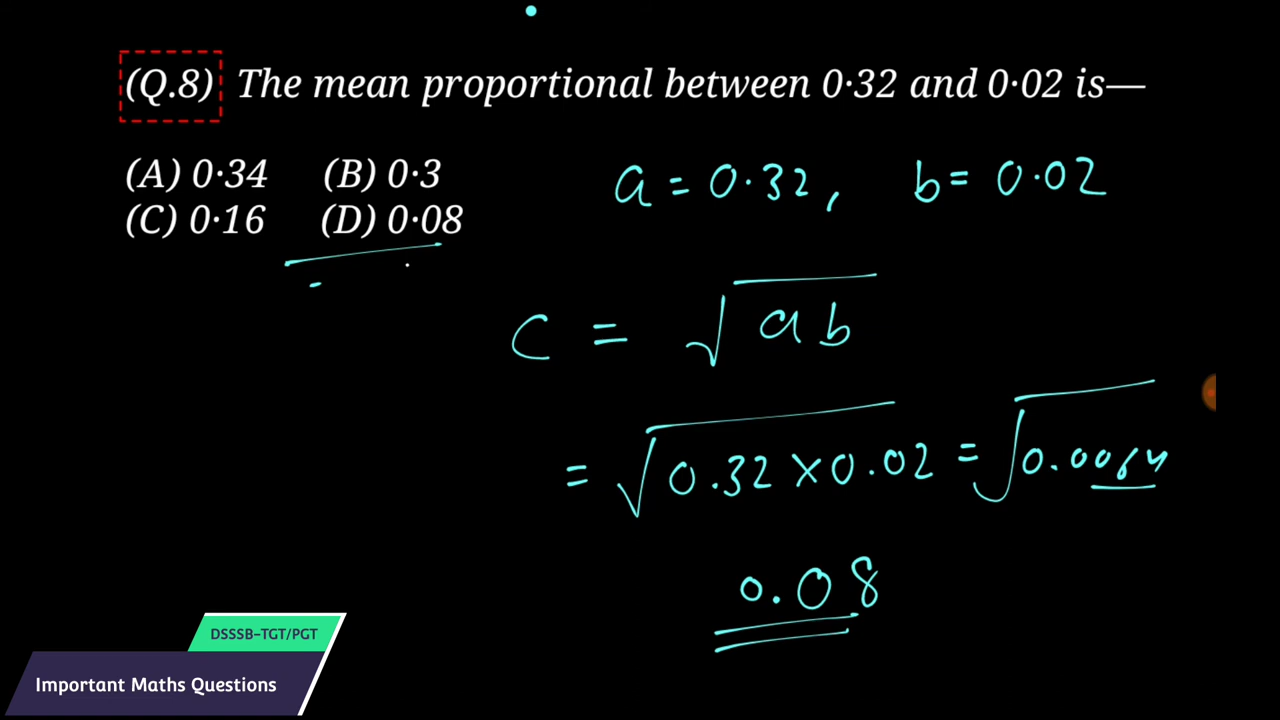 (Q.8) The mean proportional between 0·32 and 0·02 is—
(A) 0·34 (B) 0·3
(C) 0·16 (D) 0·08
a = 0.32, b = 0.02
c = √ab
= √0.32 × 0.02 = √0.0064
0.08
DSSSB–TGT/PGT
Important Maths Questions